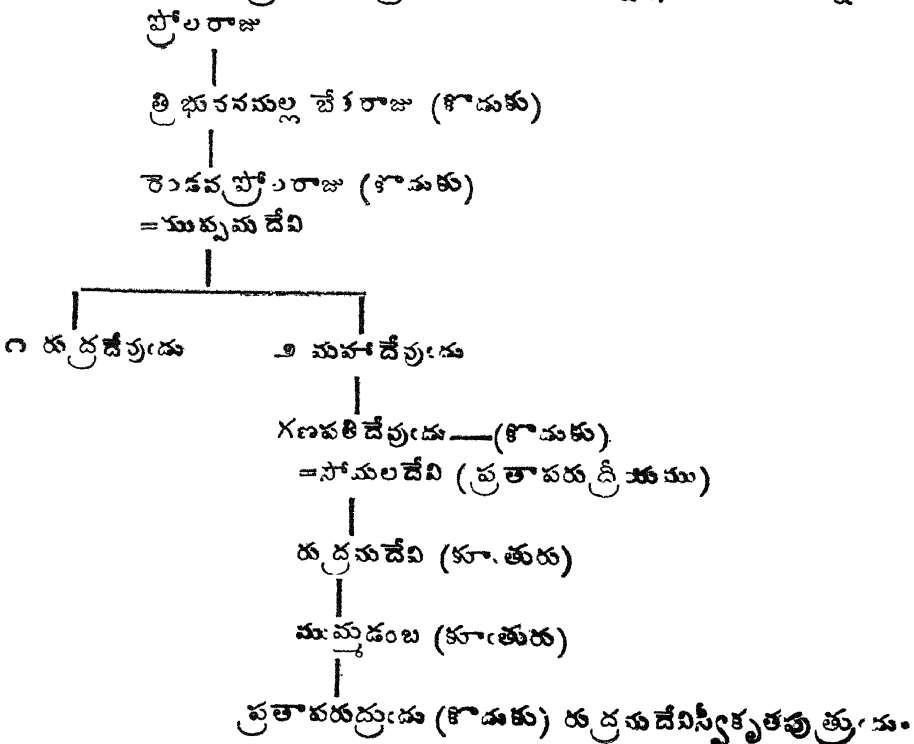 ప్రోలరాజు
త్రిభువనమల్ల బేతరాజు (కొడుకు)
రెండవ ప్రోలరాజు (కొడుకు)
=ముప్పమదేవి
౧ రుద్రదేవుఁడు ౨ మహాదేవుఁడు
గణపతిదేవుఁడు—(కొడుకు)
=సోమలదేవి (ప్రతాపరుద్రీయము)
రుద్రమదేవి (కూఁతురు)
ముమ్మడంబ (కూఁతురు)
ప్రతాపరుద్రుఁడు (కొడుకు) రుద్రమదేవిస్వీకృతపుత్రుఁడు.